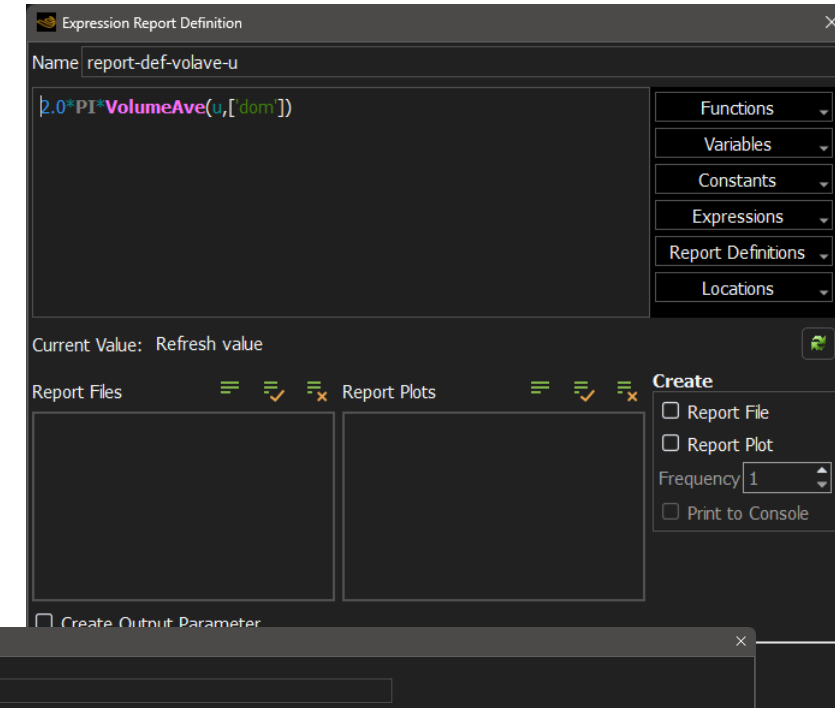 Expression Report Definition
Name report-def-volave-u
2.0*PI*VolumeAve(u,['dom'])
Functions
Variables
Constants
Expressions
Report Definitions
Locations
Current Value: Refresh value
Report Files
Report Plots
Create
Report File
Report Plot
Frequency 1
Print to Console
Create Output Parameter